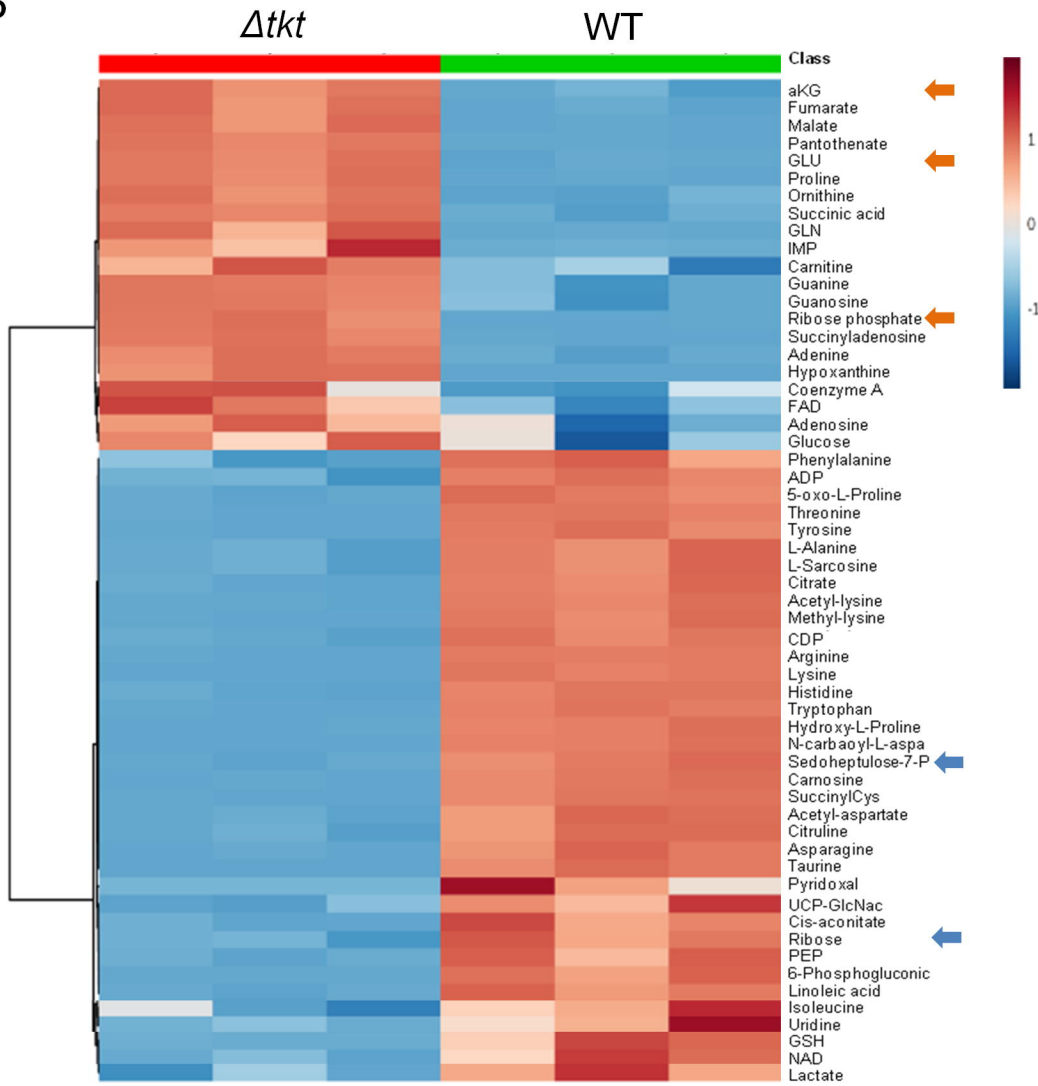 Δtkt WT
Class
aKG
Fumarate
Malate
Pantothenate
GLU
Proline
Ornithine
Succinic acid
GLN
IMP
Carnitine
Guanine
Guanosine
Ribose phosphate
Succinyladenosine
Adenine
Hypoxanthine
Coenzyme A
FAD
Adenosine
Glucose
Phenylalanine
ADP
5-oxo-L-Proline
Threonine
Tyrosine
L-Alanine
L-Sarcosine
Citrate
Acetyl-lysine
Methyl-lysine
CDP
Arginine
Lysine
Histidine
Tryptophan
Hydroxy-L-Proline
N-carbaoyl-L-aspa
Sedoheptulose-7-P
Carnosine
SuccinylCys
Acetyl-aspartate
Citruline
Asparagine
Taurine
Pyridoxal
UCP-GlcNac
Cis-aconitate
Ribose
PEP
6-Phosphogluconic
Linoleic acid
Isoleucine
Uridine
GSH
NAD
Lactate
1
0
-1